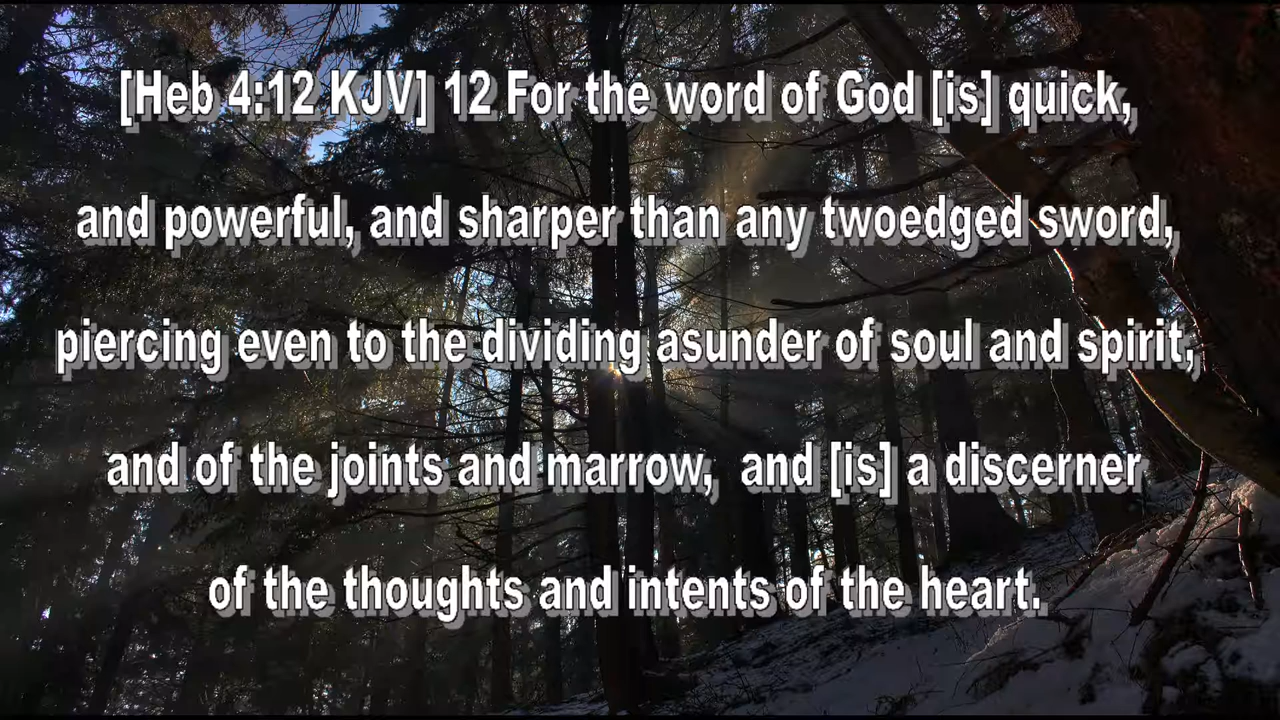 [Heb 4:12 KJV] 12 For the word of God [is] quick,
and powerful, and sharper than any twoedged sword,
piercing even to the dividing asunder of soul and spirit,
and of the joints and marrow,  and [is] a discerner
of the thoughts and intents of the heart.